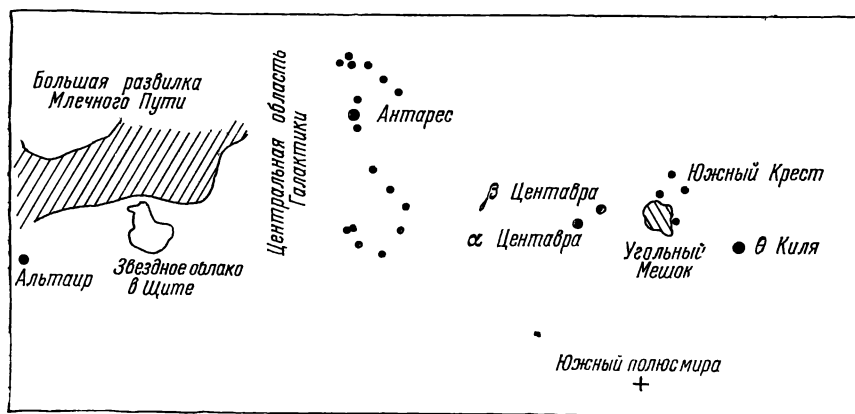 Большая развилка
Млечного Пути
Центральная область
Галактики
Антарес
Южный Крест
β Центавра
α Центавра
Угольный
Мешок
θ Киля
Альтаир
Звездное облако
в Щите
Южный полюс мира